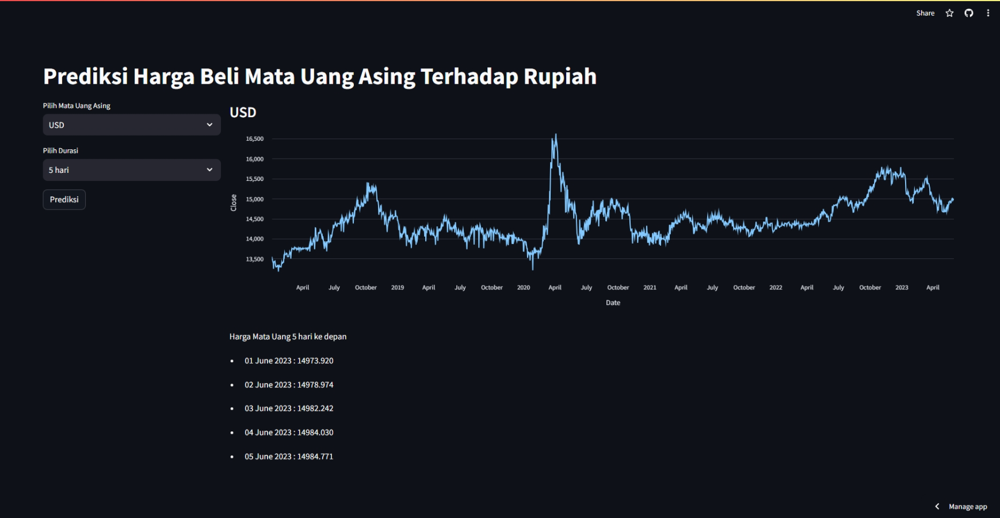 Share
Prediksi Harga Beli Mata Uang Asing Terhadap Rupiah
Pilih Mata Uang Asing
USD
Pilih Durasi
5 hari
Prediksi
USD
16,500
16,000
15,500
15,000
14,500
14,000
13,500
Close
April July October 2019 April July October 2020 April July October 2021 April July October 2022 April July October 2023 April
Date
Harga Mata Uang 5 hari ke depan
• 01 June 2023 : 14973.920
• 02 June 2023 : 14978.974
• 03 June 2023 : 14982.242
• 04 June 2023 : 14984.030
• 05 June 2023 : 14984.771
Manage app